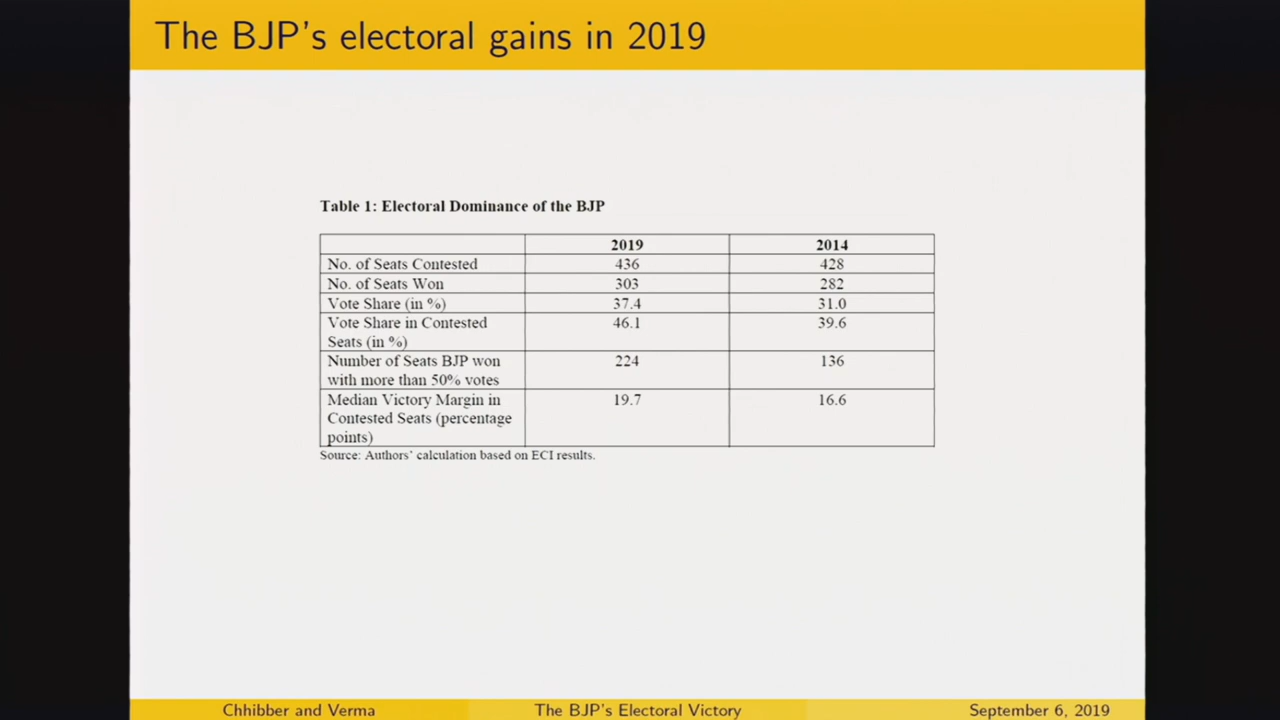 The BJP's electoral gains in 2019
Table 1: Electoral Dominance of the BJP
2019 2014
No. of Seats Contested 436 428
No. of Seats Won 303 282
Vote Share (in %) 37.4 31.0
Vote Share in Contested 46.1 39.6
Seats (in %)
Number of Seats BJP won 224 136
with more than 50% votes
Median Victory Margin in 19.7 16.6
Contested Seats (percentage
points)
Source: Authors' calculation based on ECI results.
Chhibber and Verma The BJP's Electoral Victory September 6, 2019